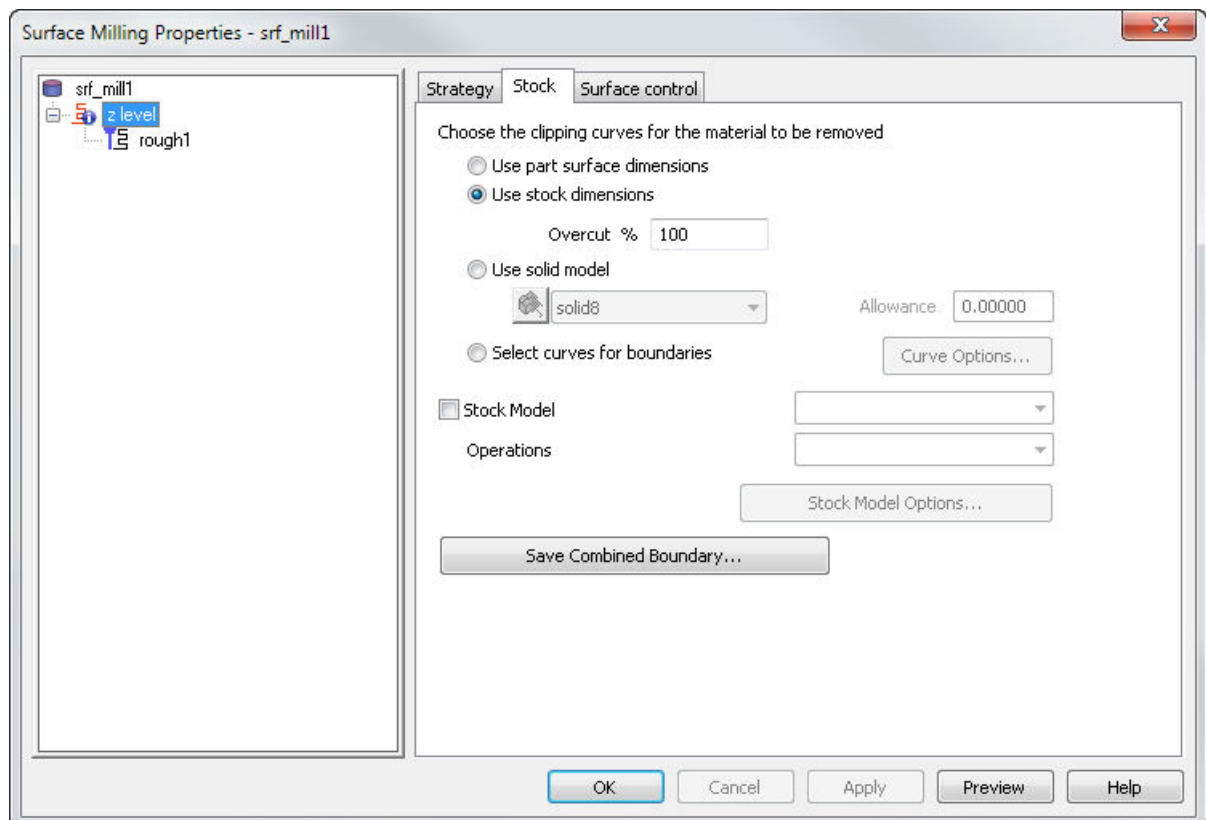 Surface Milling Properties - srf_mill1
srf_mill1
z level
rough1
Strategy Stock Surface control
Choose the clipping curves for the material to be removed
Use part surface dimensions
Use stock dimensions
Overcut % 100
Use solid model
solid8 Allowance 0.00000
Select curves for boundaries Curve Options...
Stock Model
Operations
Stock Model Options...
Save Combined Boundary...
OK Cancel Apply Preview Help